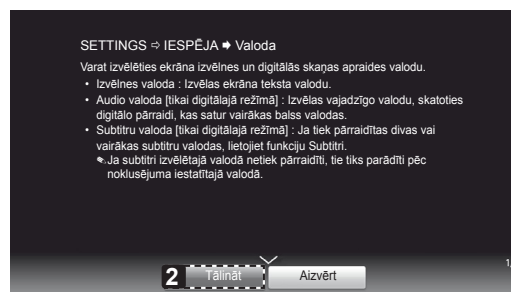 SETTINGS ⇨ IESPĒJA ➡ Valoda
Varat izvēlēties ekrāna izvēlnes un digitālās skaņas apraides valodu.
• Izvēlnes valoda : Izvēlas ekrāna teksta valodu.
• Audio valoda [tikai digitālajā režīmā] : Izvēlas vajadzīgo valodu, skatoties
digitālo pārraidi, kas satur vairākas balss valodas.
• Subtitru valoda [tikai digitālajā režīmā] : Ja tiek pārraidītas divas vai
vairākas subtitru valodas, lietojiet funkciju Subtitri.
✎Ja subtitri izvēlētajā valodā netiek pārraidīti, tie tiks parādīti pēc
noklusējuma iestatītajā valodā.
2 Tālināt Aizvērt